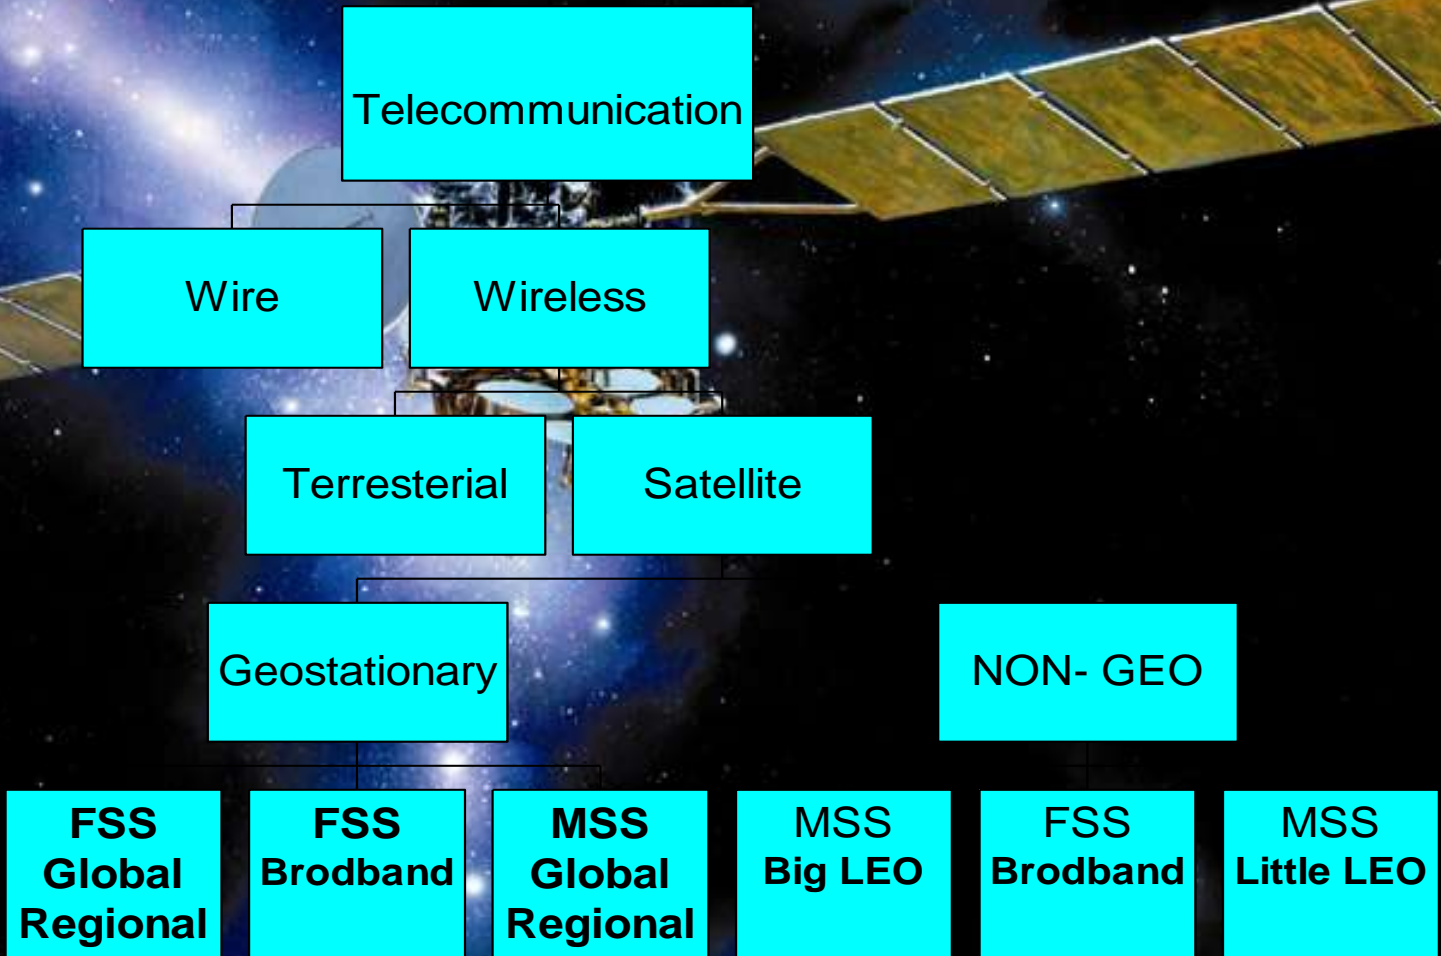 Telecommunication
Wire
Wireless
Terresterial
Satellite
Geostationary
NON- GEO
FSS
Global
Regional
FSS
Brodband
MSS
Global
Regional
MSS
Big LEO
FSS
Brodband
MSS
Little LEO